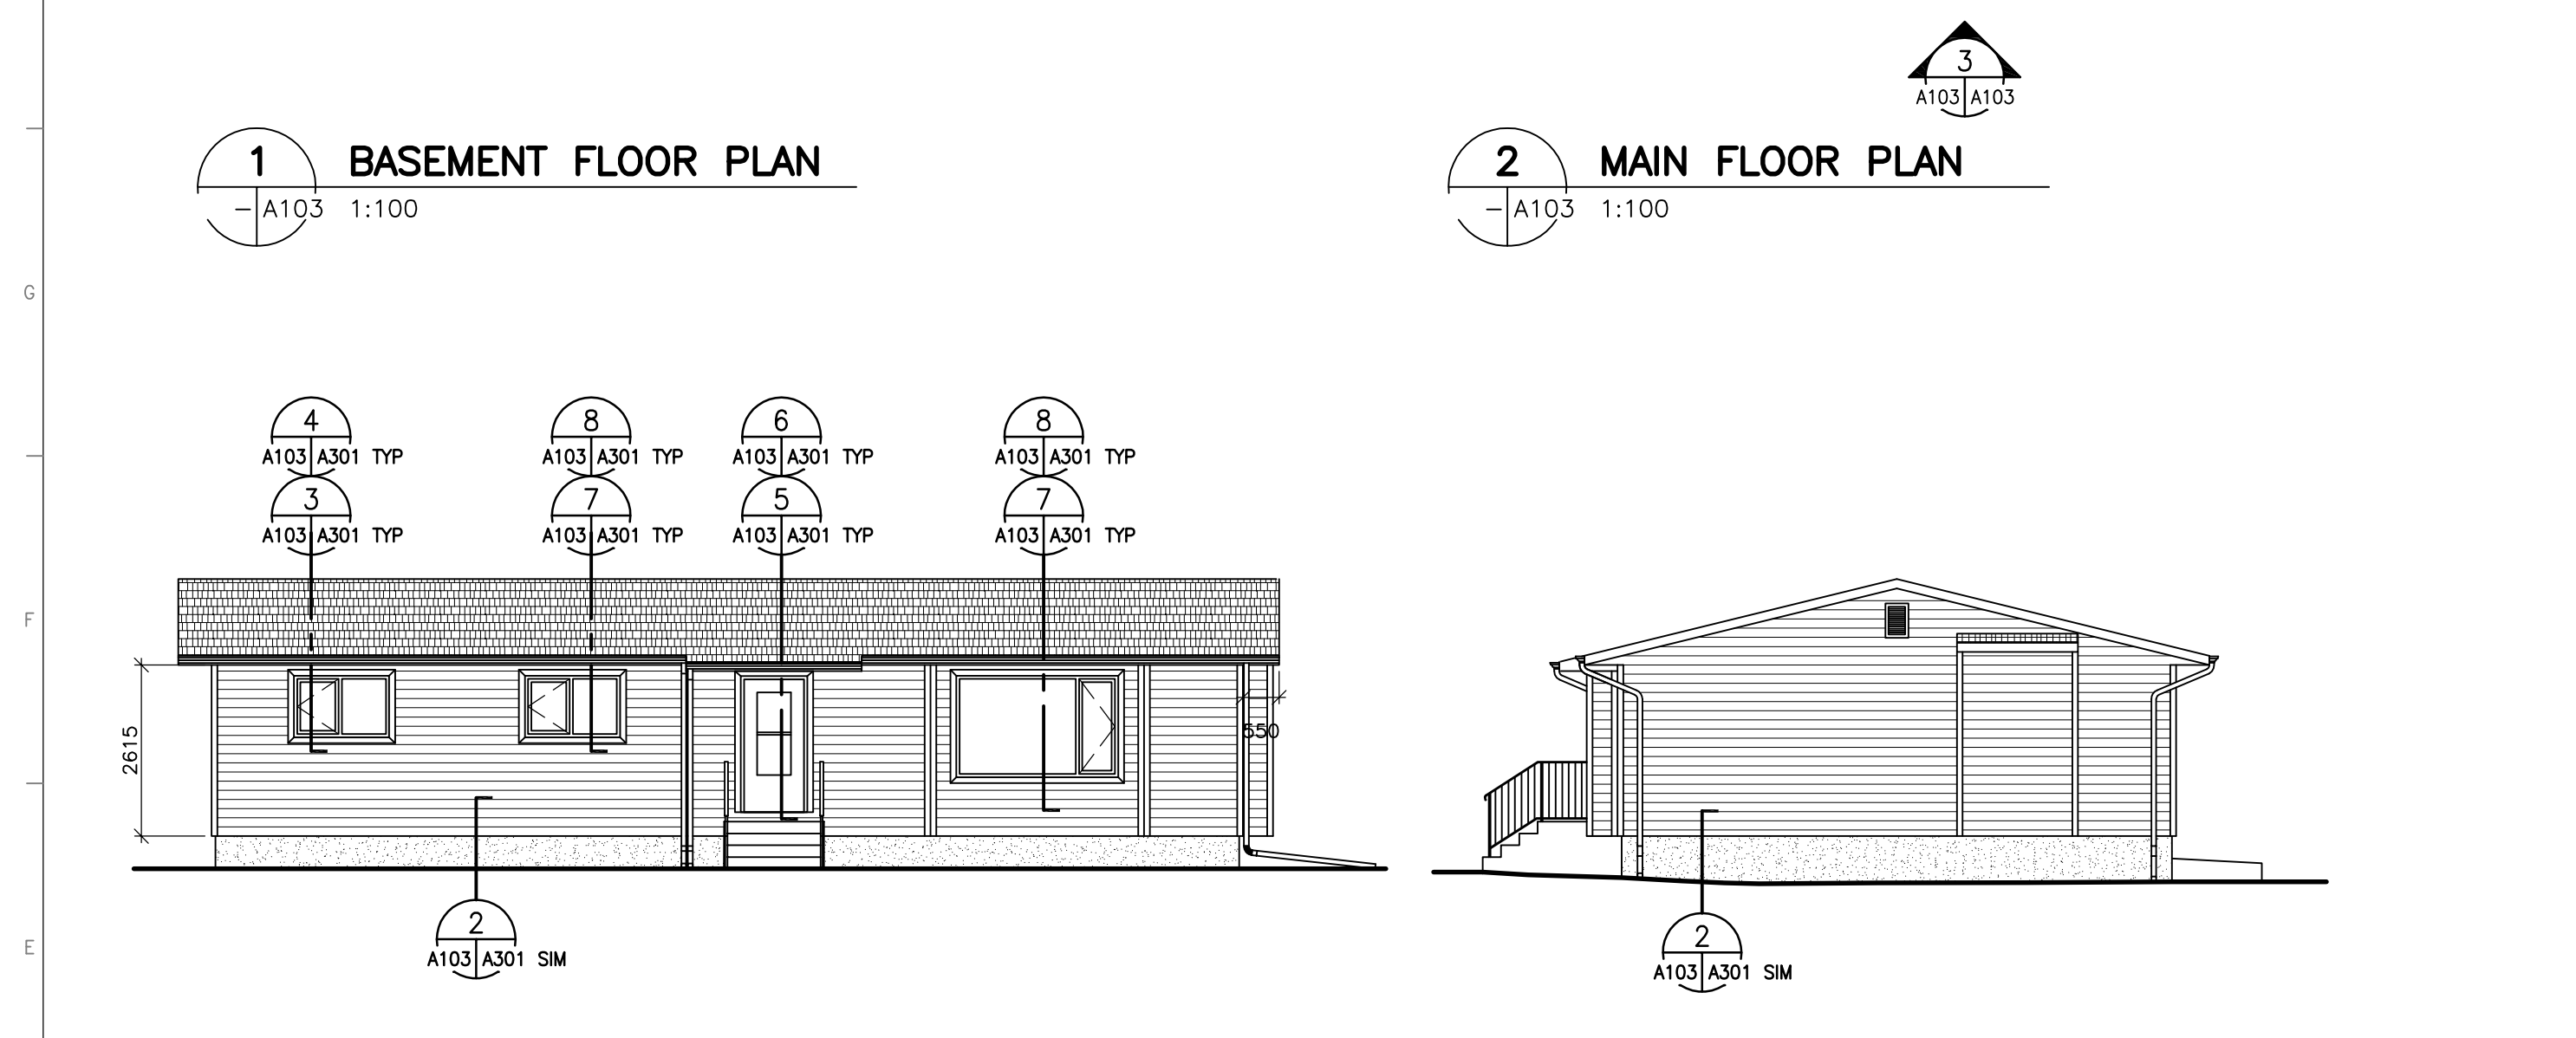 3
A103 A103
1 BASEMENT FLOOR PLAN
– A103 1:100
2 MAIN FLOOR PLAN
– A103 1:100
G
4 8 6 8
A103 A301 TYP A103 A301 TYP A103 A301 TYP A103 A301 TYP
3 7 5 7
A103 A301 TYP A103 A301 TYP A103 A301 TYP A103 A301 TYP
F
2615
550
2
A103 A301 SIM
2
A103 A301 SIM
E